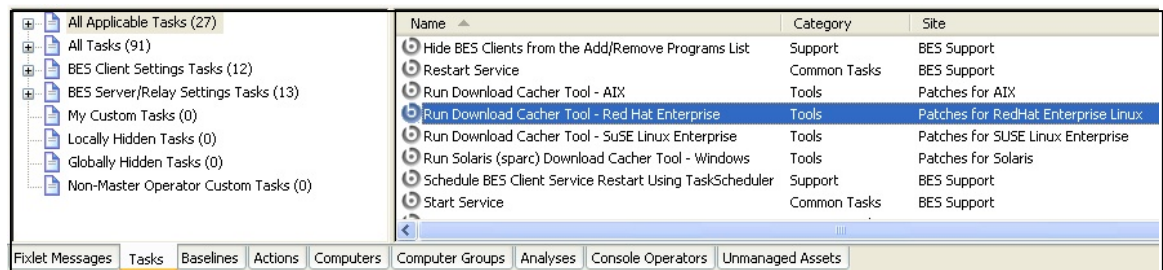 All Applicable Tasks (27)
All Tasks (91)
BES Client Settings Tasks (12)
BES Server/Relay Settings Tasks (13)
My Custom Tasks (0)
Locally Hidden Tasks (0)
Globally Hidden Tasks (0)
Non-Master Operator Custom Tasks (0)
Name Category Site
Hide BES Clients from the Add/Remove Programs List Support BES Support
Restart Service Common Tasks BES Support
Run Download Cacher Tool - AIX Tools Patches for AIX
Run Download Cacher Tool - Red Hat Enterprise Tools Patches for RedHat Enterprise Linux
Run Download Cacher Tool - SuSE Linux Enterprise Tools Patches for SUSE Linux Enterprise
Run Solaris (sparc) Download Cacher Tool - Windows Tools Patches for Solaris
Schedule BES Client Service Restart Using TaskScheduler Support BES Support
Start Service Common Tasks BES Support
Fixlet Messages Tasks Baselines Actions Computers Computer Groups Analyses Console Operators Unmanaged Assets